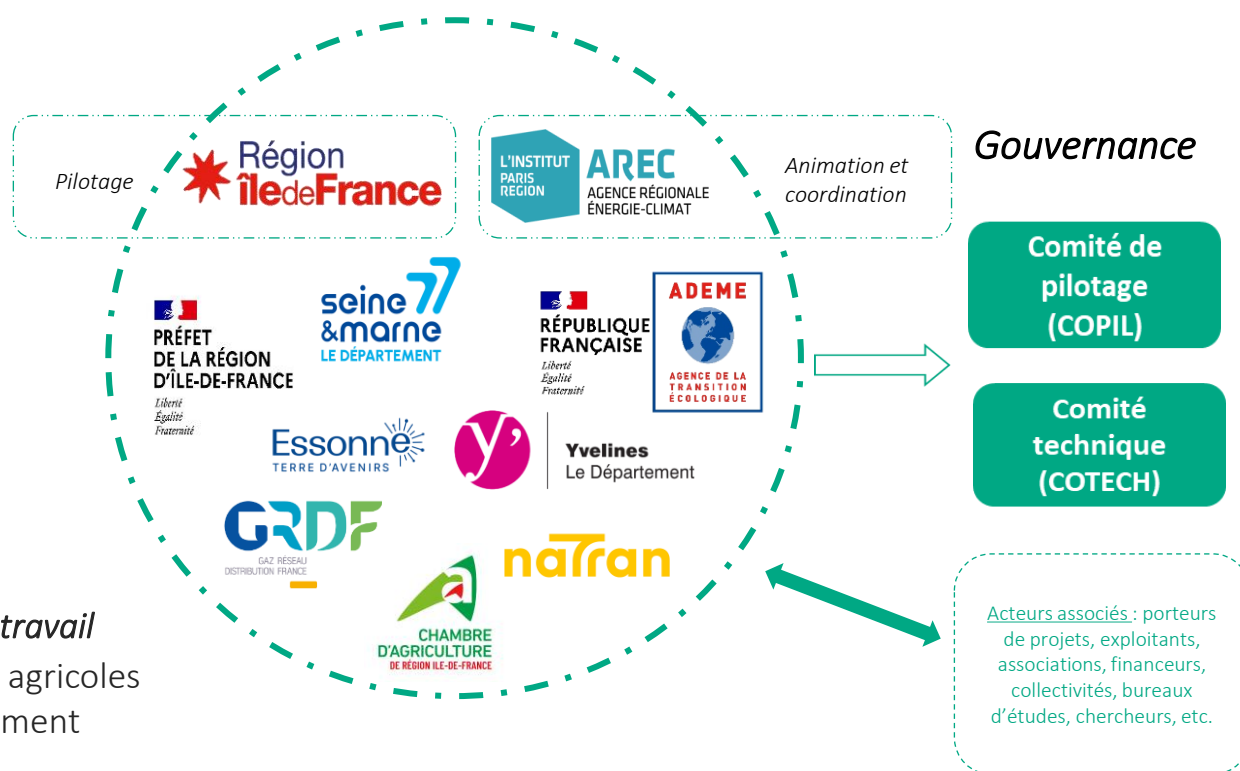 Pilotage
Région
îledeFrance
L'INSTITUT
PARIS
REGION
AREC
AGENCE RÉGIONALE
ÉNERGIE-CLIMAT
Animation et
coordination
Gouvernance
Comité de
pilotage
(COPIL)
Comité
technique
(COTECH)
PRÉFET
DE LA RÉGION
D'ÎLE-DE-FRANCE
Liberté
Égalité
Fraternité
seine 77
&marne
LE DÉPARTEMENT
RÉPUBLIQUE
FRANÇAISE
Liberté
Égalité
Fraternité
ADEME
AGENCE DE LA
TRANSITION
ÉCOLOGIQUE
Essonne
TERRE D'AVENIRS
y'
Yvelines
Le Département
GRDF
GAZ RÉSEAU
DISTRIBUTION FRANCE
naTran
CHAMBRE
D'AGRICULTURE
DE RÉGION ILE-DE-FRANCE
travail
agricoles
ment
Acteurs associés : porteurs
de projets, exploitants,
associations, financeurs,
collectivités, bureaux
d'études, chercheurs, etc.